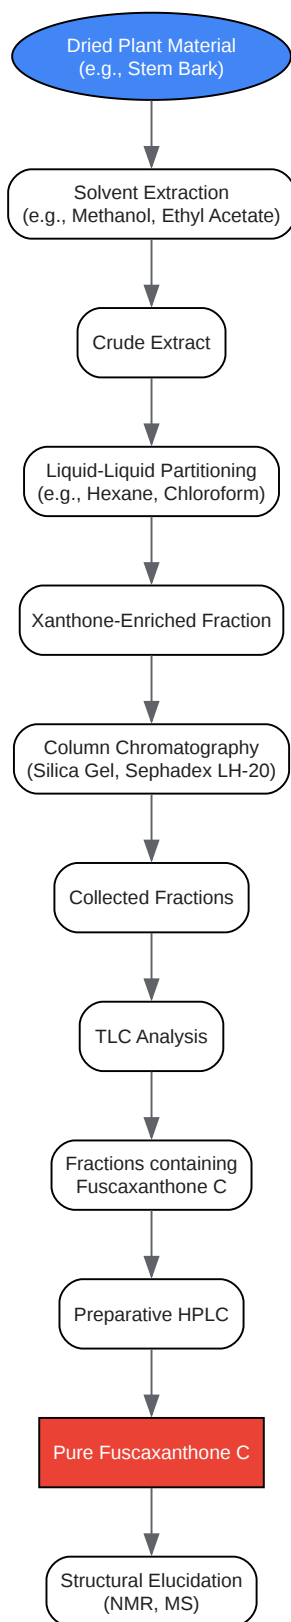 Dried Plant Material
(e.g., Stem Bark)
Solvent Extraction
(e.g., Methanol, Ethyl Acetate)
Crude Extract
Liquid-Liquid Partitioning
(e.g., Hexane, Chloroform)
Xanthone-Enriched Fraction
Column Chromatography
(Silica Gel, Sephadex LH-20)
Collected Fractions
TLC Analysis
Fractions containing
Fuscaxanthone C
Preparative HPLC
Pure Fuscaxanthone C
Structural Elucidation
(NMR, MS)